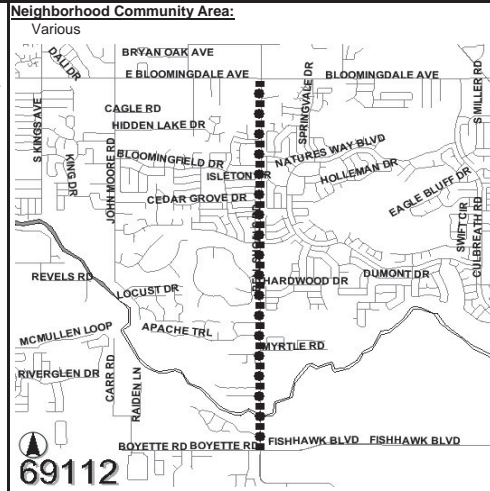 Neighborhood Community Area:
Various
BRYAN OAK AVE
DALI DR
E BLOOMINGDALE AVE
BLOOMINGDALE AVE
S MILLER RD
SPRINGVALE DR
S KINGS AVE
CAGLE RD
HIDDEN LAKE DR
JOHN MOORE RD
KING DR
BLOOMINGFIELD DR
NATURES WAY BLVD
ISLETON DR
HOLLEMAN DR
CEDAR GROVE DR
EAGLE BLUFF DR
SWIFT CIR
CULBREATH RD
REVELS RD
LOCUST DR
HARDWOOD DR
DUMONT DR
MCMULLEN LOOP
APACHE TRL
MYRTLE RD
RIVERGLEN DR
CARR RD
RAIDEN LN
BOYETTE RD
BOYETTE RD
FISHHAWK BLVD
FISHHAWK BLVD
69112